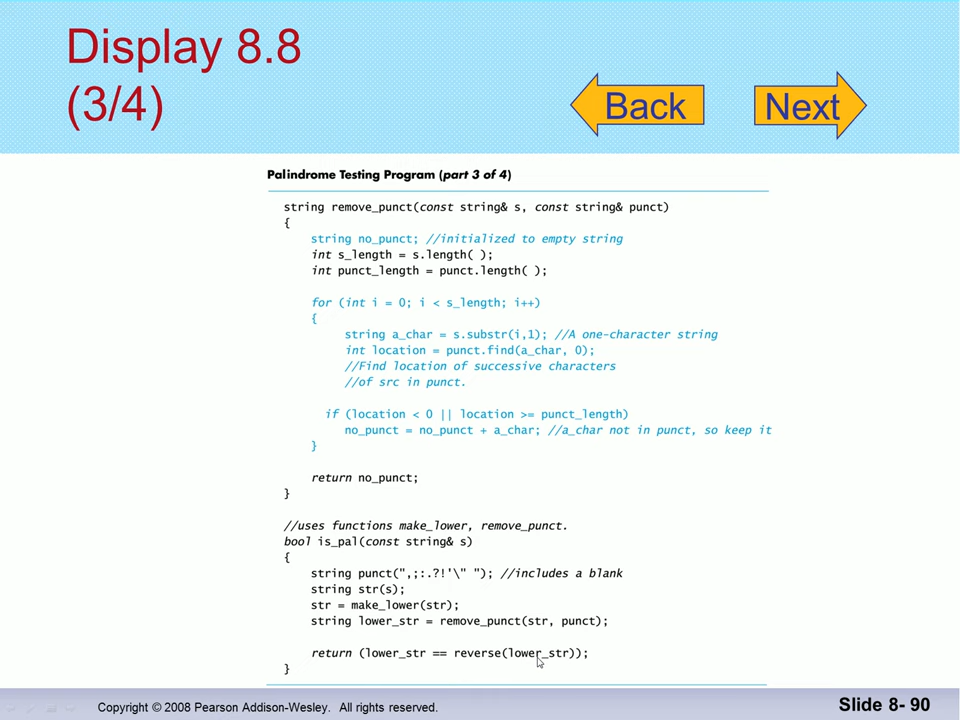 Display 8.8
(3/4)
Back
Next
Palindrome Testing Program (part 3 of 4)
string remove_punct(const string& s, const string& punct)
{
string no_punct; //initialized to empty string
int s_length = s.length( );
int punct_length = punct.length( );
for (int i = 0; i < s_length; i++)
{
string a_char = s.substr(i,1); //A one-character string
int location = punct.find(a_char, 0);
//Find location of successive characters
//of src in punct.
if (location < 0 || location >= punct_length)
no_punct = no_punct + a_char; //a_char not in punct, so keep it
}
return no_punct;
}
//uses functions make_lower, remove_punct.
bool is_pal(const string& s)
{
string punct(",;:.?!'\" "); //includes a blank
string str(s);
str = make_lower(str);
string lower_str = remove_punct(str, punct);
return (lower_str == reverse(lower_str));
}
Copyright © 2008 Pearson Addison-Wesley. All rights reserved.
Slide 8- 90